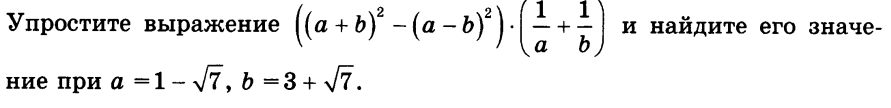 Упростите выражение ((a + b)² − (a − b)²) · (1/a + 1/b) и найдите его значе-
ние при a = 1 − √7, b = 3 + √7.